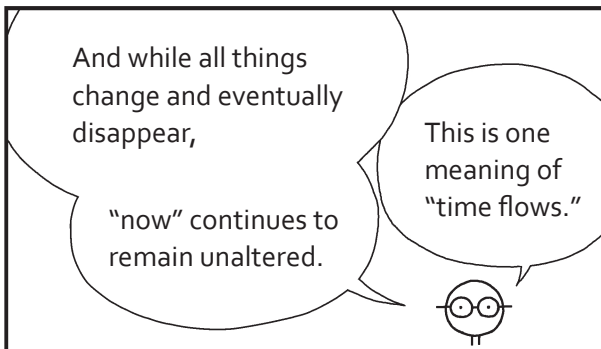 And while all things
change and eventually
disappear,
“now” continues to
remain unaltered.
This is one
meaning of
“time flows.”